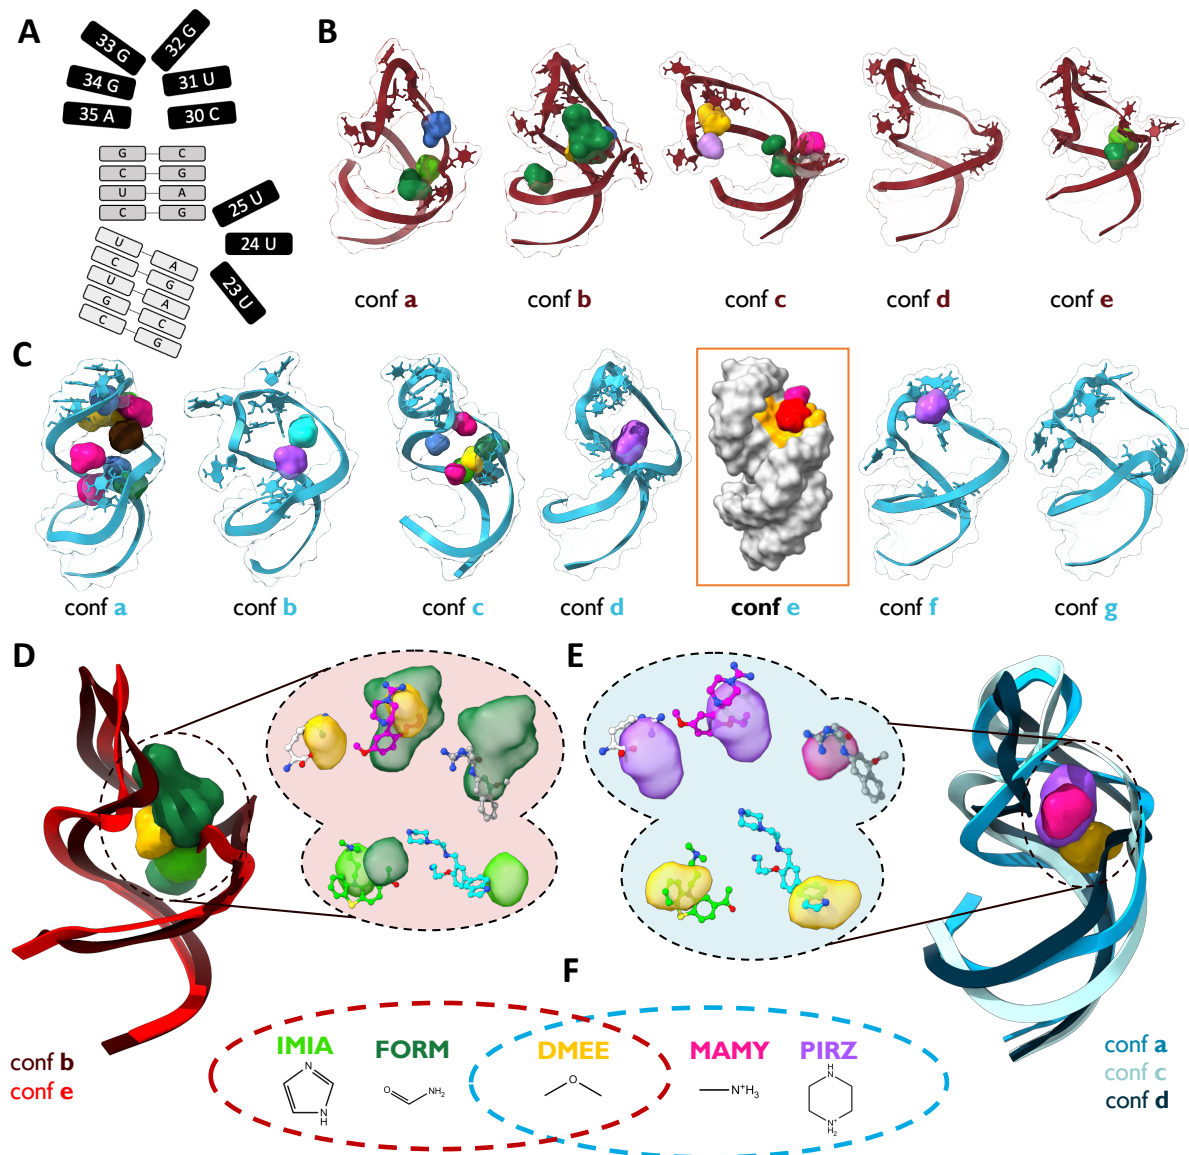 A
33 G
32 G
34 G
31 U
35 A
30 C
G C
C G
U A
C G
25 U
24 U
23 U
U A
C G
U A
G C
C G
B
conf a
conf b
conf c
conf d
conf e
C
conf a
conf b
conf c
conf d
conf e
conf f
conf g
D
conf b
conf e
E
conf a
conf c
conf d
F
IMIA
FORM
DMEE
MAMY
PIRZ
N
N
H
O
NH2
O
N+H3
H
N
N+
H2